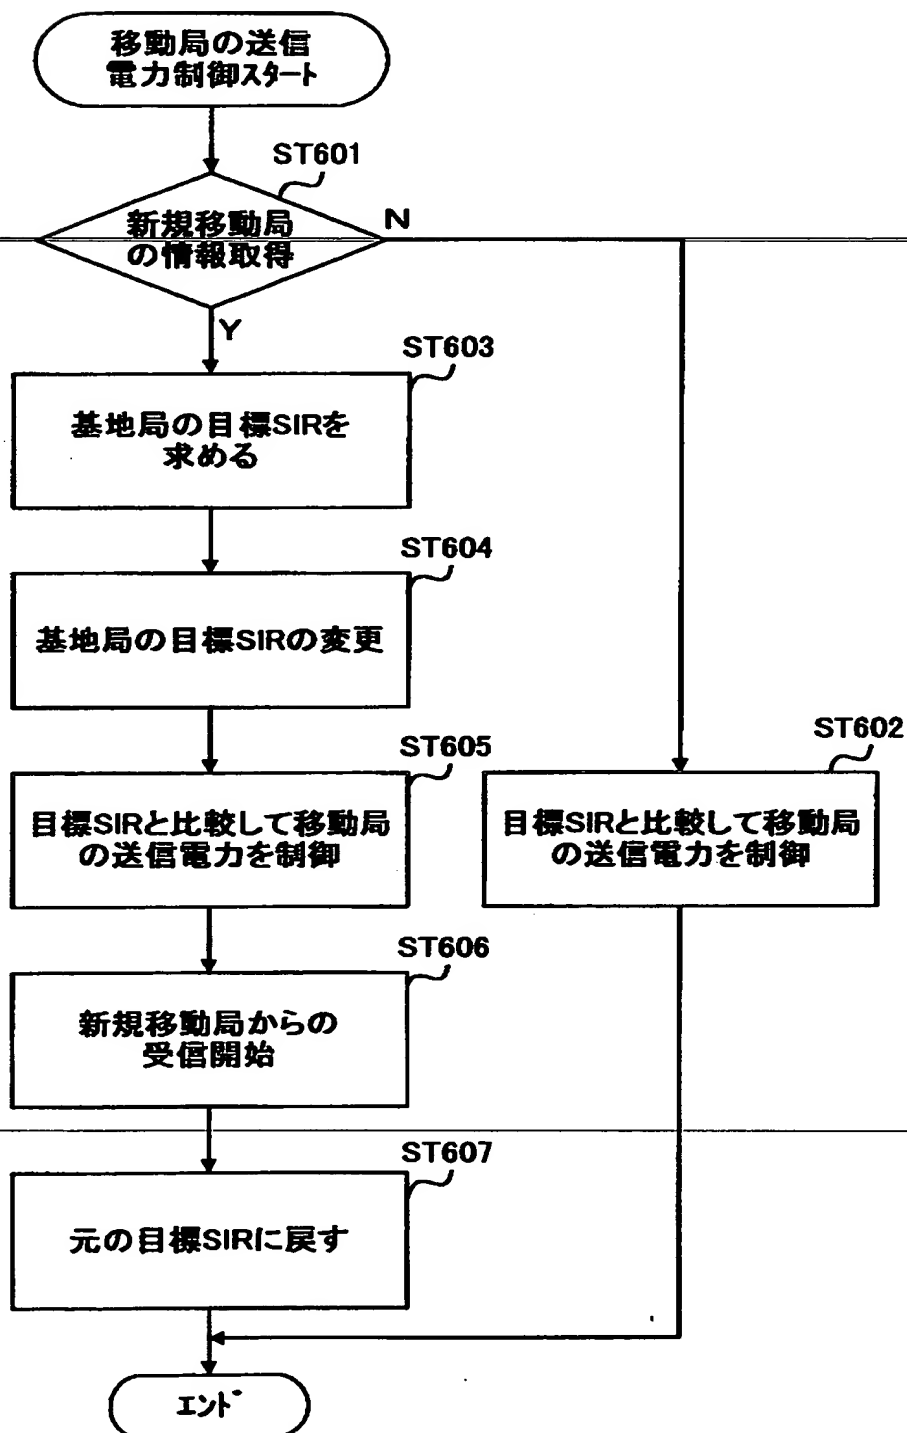 移動局の送信
電力制御スタート
ST601
新規移動局
の情報取得
N
Y
ST603
基地局の目標SIRを
求める
ST604
基地局の目標SIRの変更
ST605
目標SIRと比較して移動局
の送信電力を制御
ST602
目標SIRと比較して移動局
の送信電力を制御
ST606
新規移動局からの
受信開始
ST607
元の目標SIRに戻す
エンド